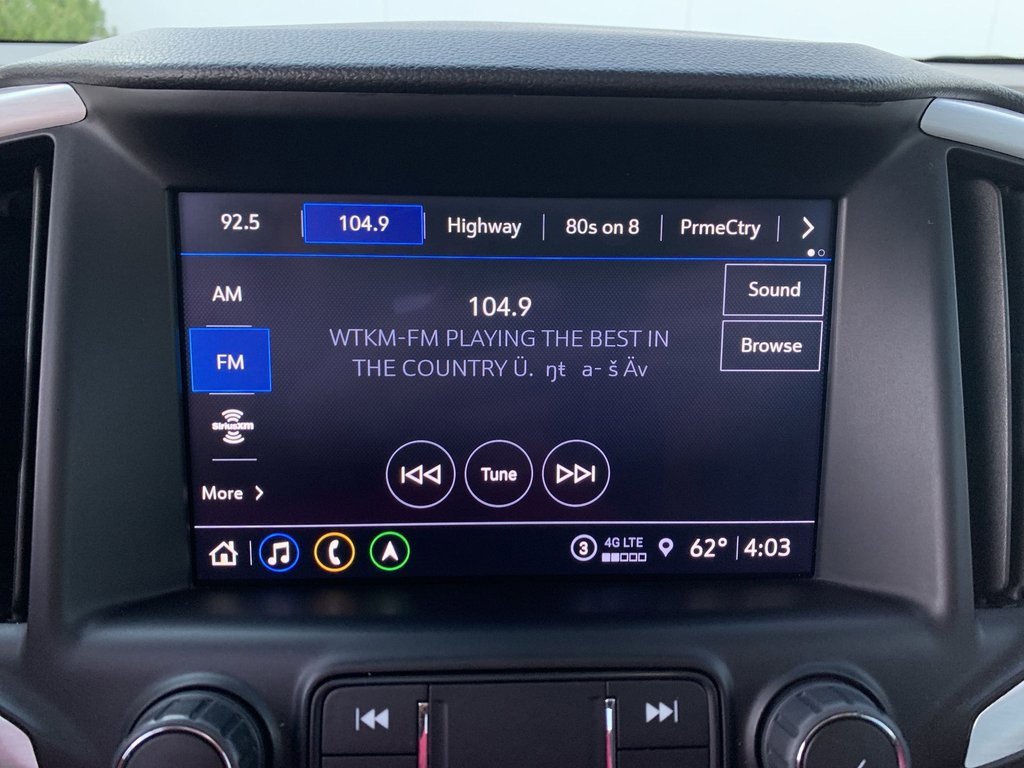 92.5 104.9 Highway 80s on 8 PrmeCtry
AM
FM
SiriusXM
More
104.9
WTKM-FM PLAYING THE BEST IN
THE COUNTRY Ü. ŋŧ a- š Äv
Sound
Browse
Tune
3 4G LTE 62° 4:03